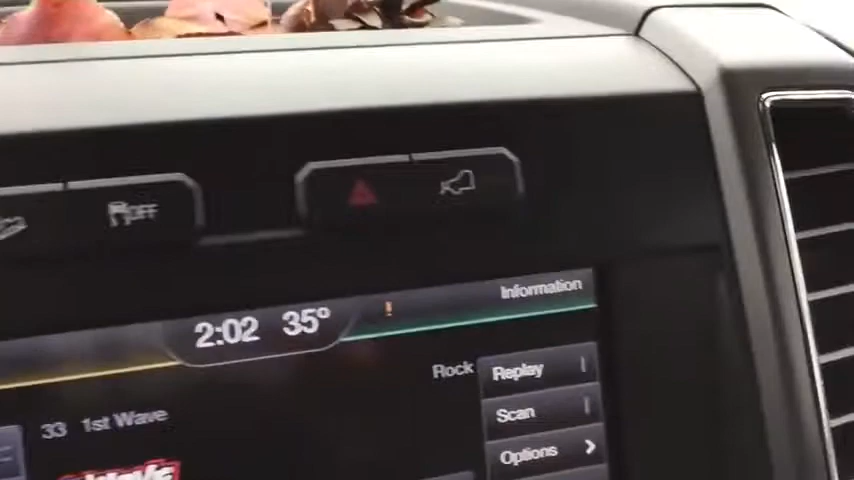 OFF
2:02 35° ! Information
Rock Replay
33 1st Wave
Scan
Options >